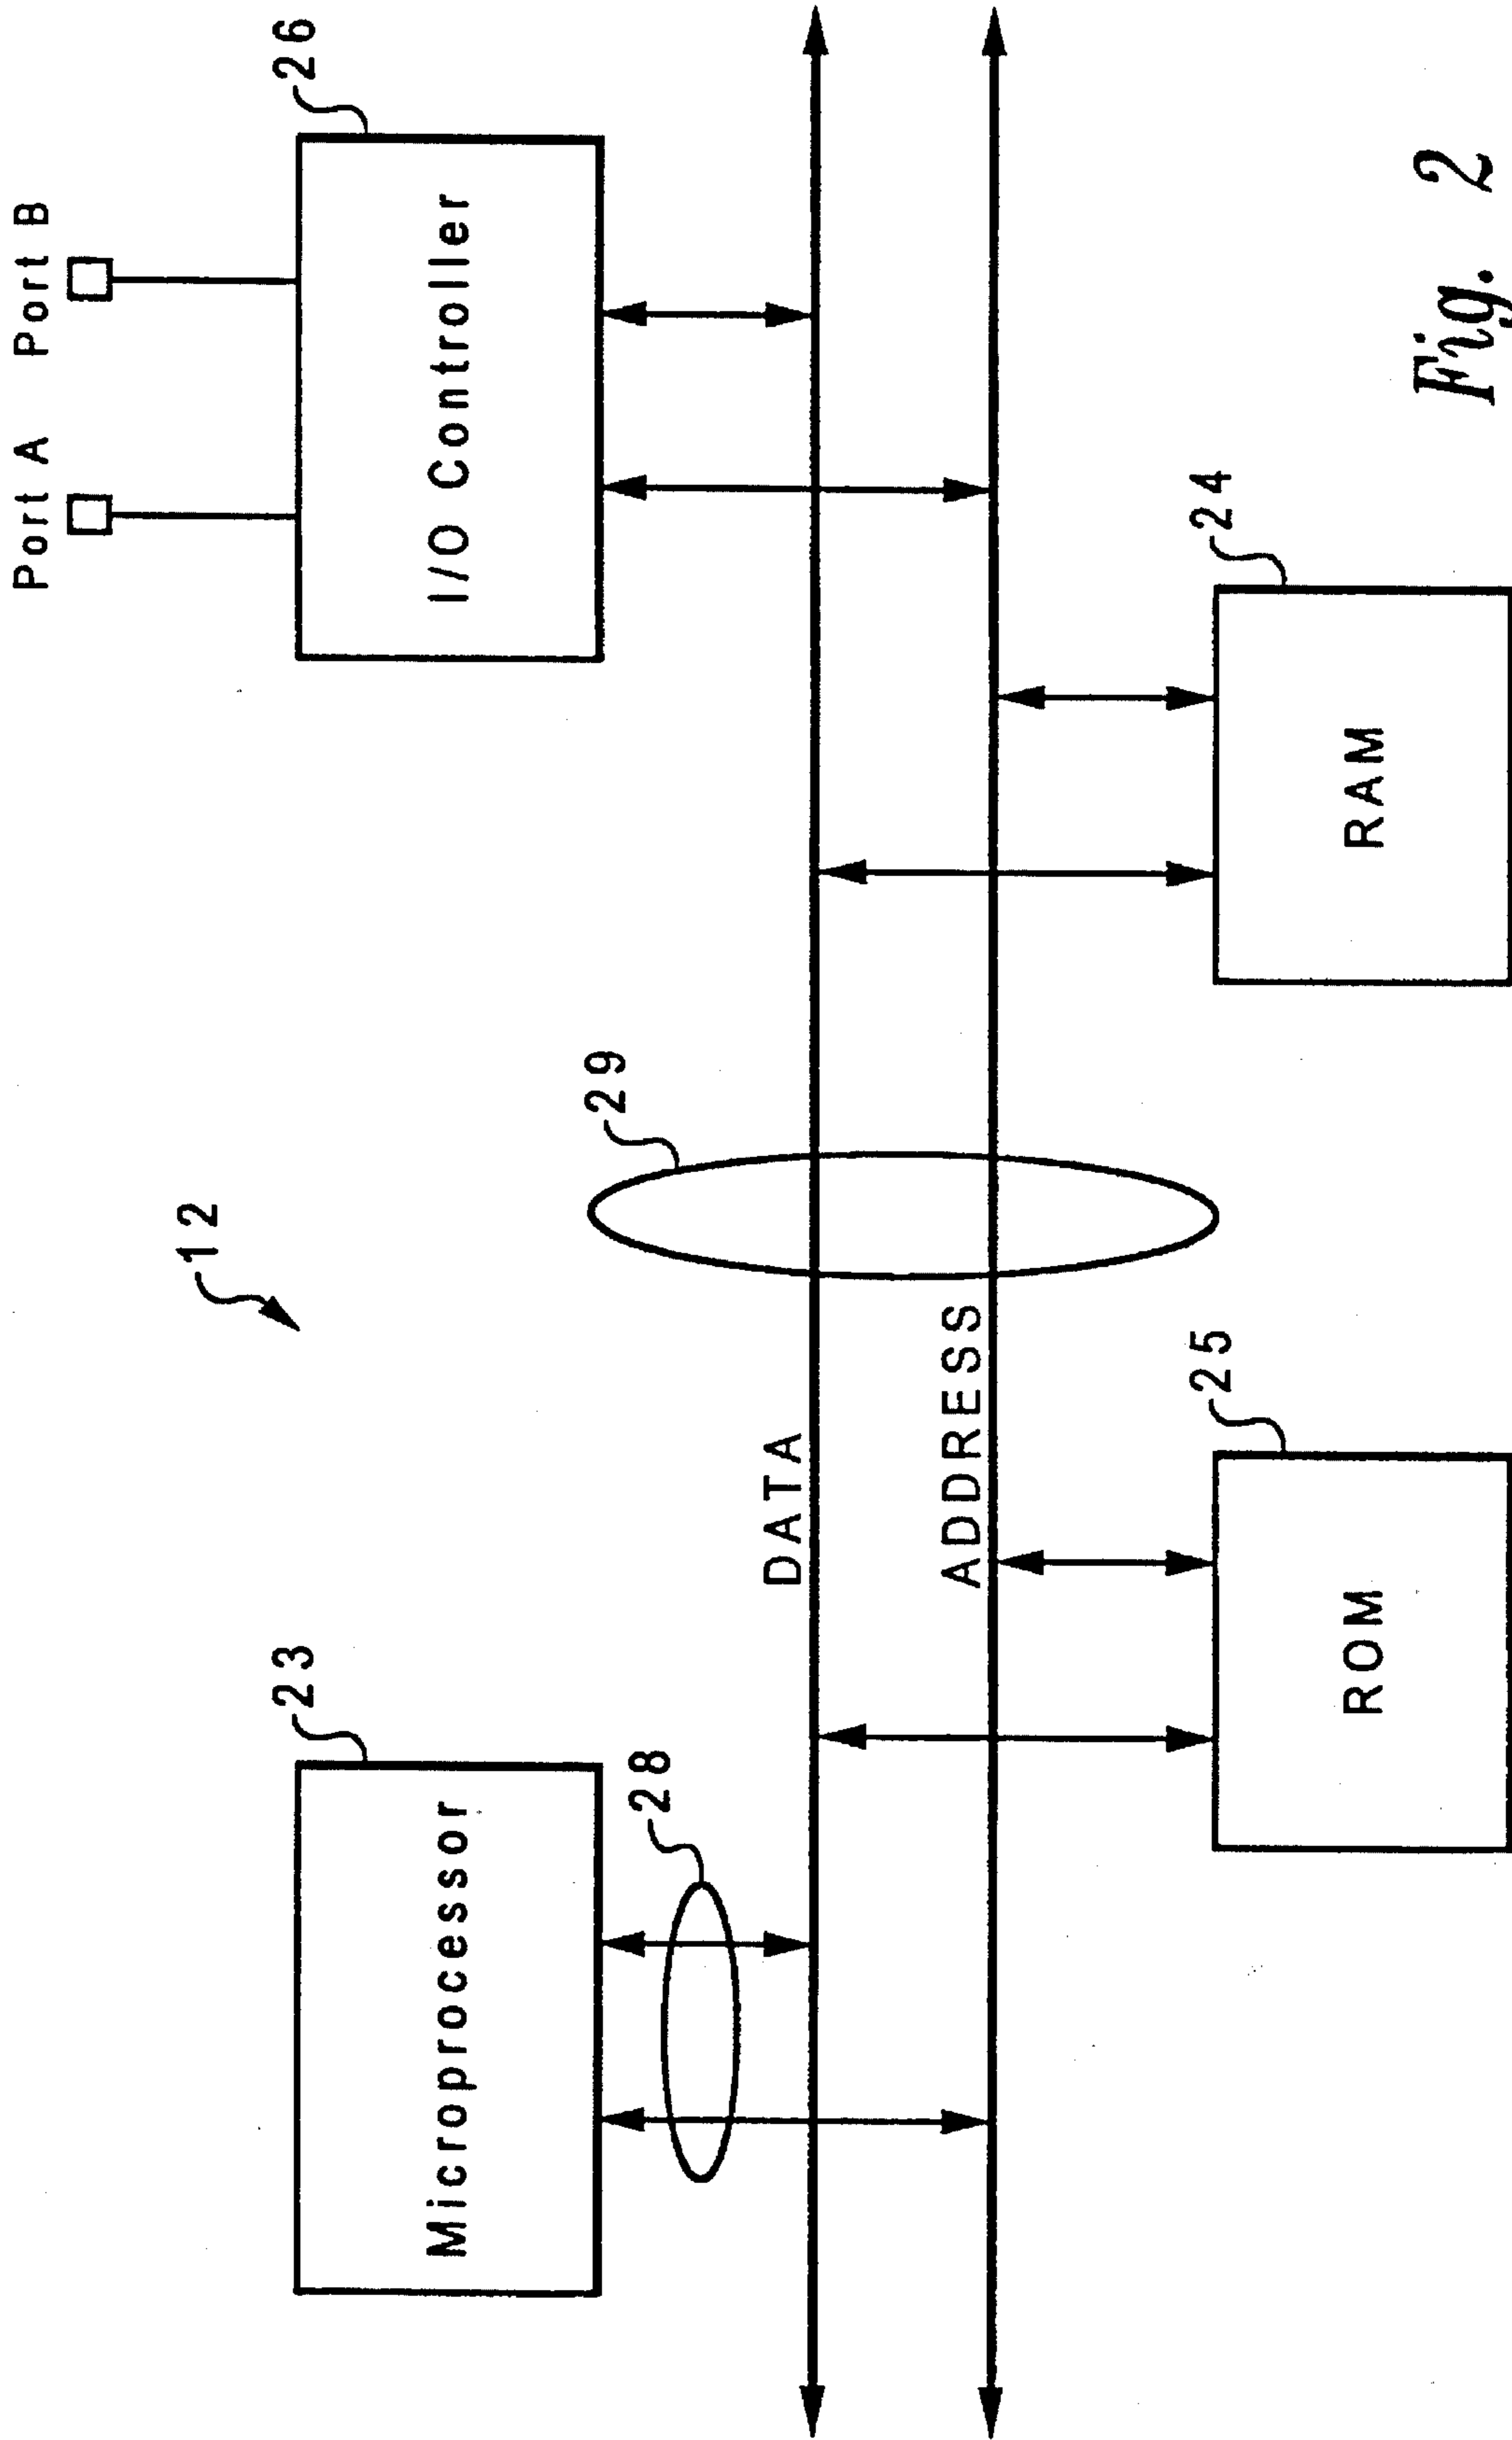 12
Port A
Port B
26
I/O Controller
23
Microprocessor
28
29
DATA
ADDRESS
25
ROM
24
RAM
Fig. 2